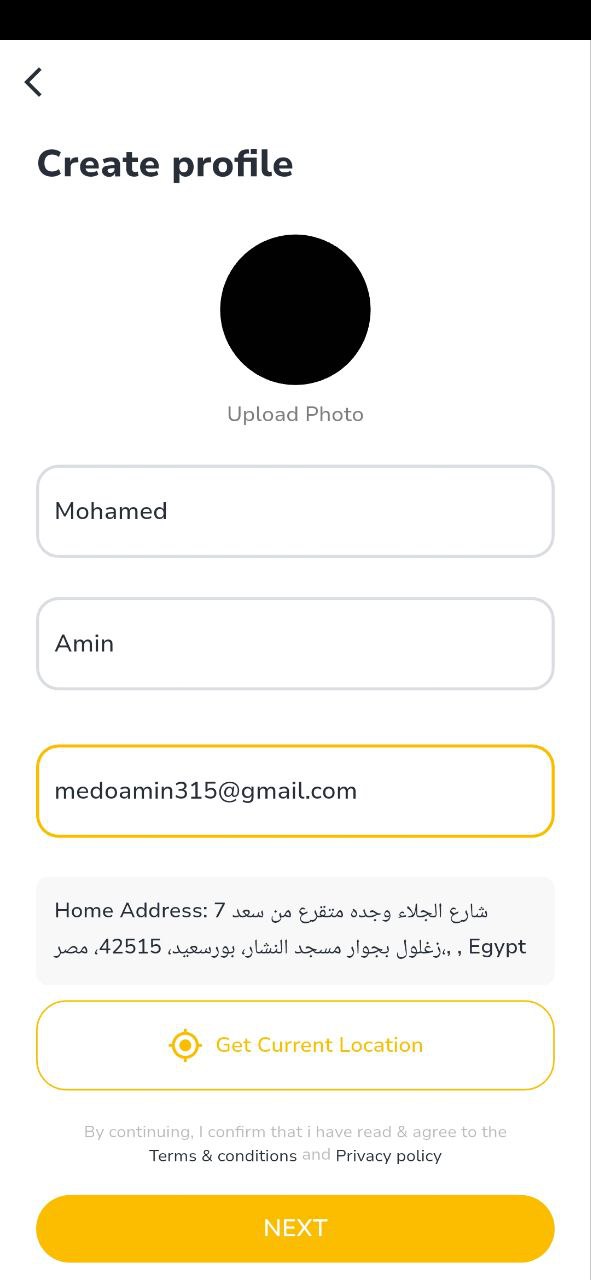 Create profile
Upload Photo
Mohamed
Amin
medoamin315@gmail.com
Home Address: 7 شارع الجلاء وجده متقرع من سعد
زغلول بجوار مسجد النشار، بورسعيد، 42515، مصر,،, , Egypt
Get Current Location
By continuing, I confirm that i have read & agree to the
Terms & conditions and Privacy policy
NEXT